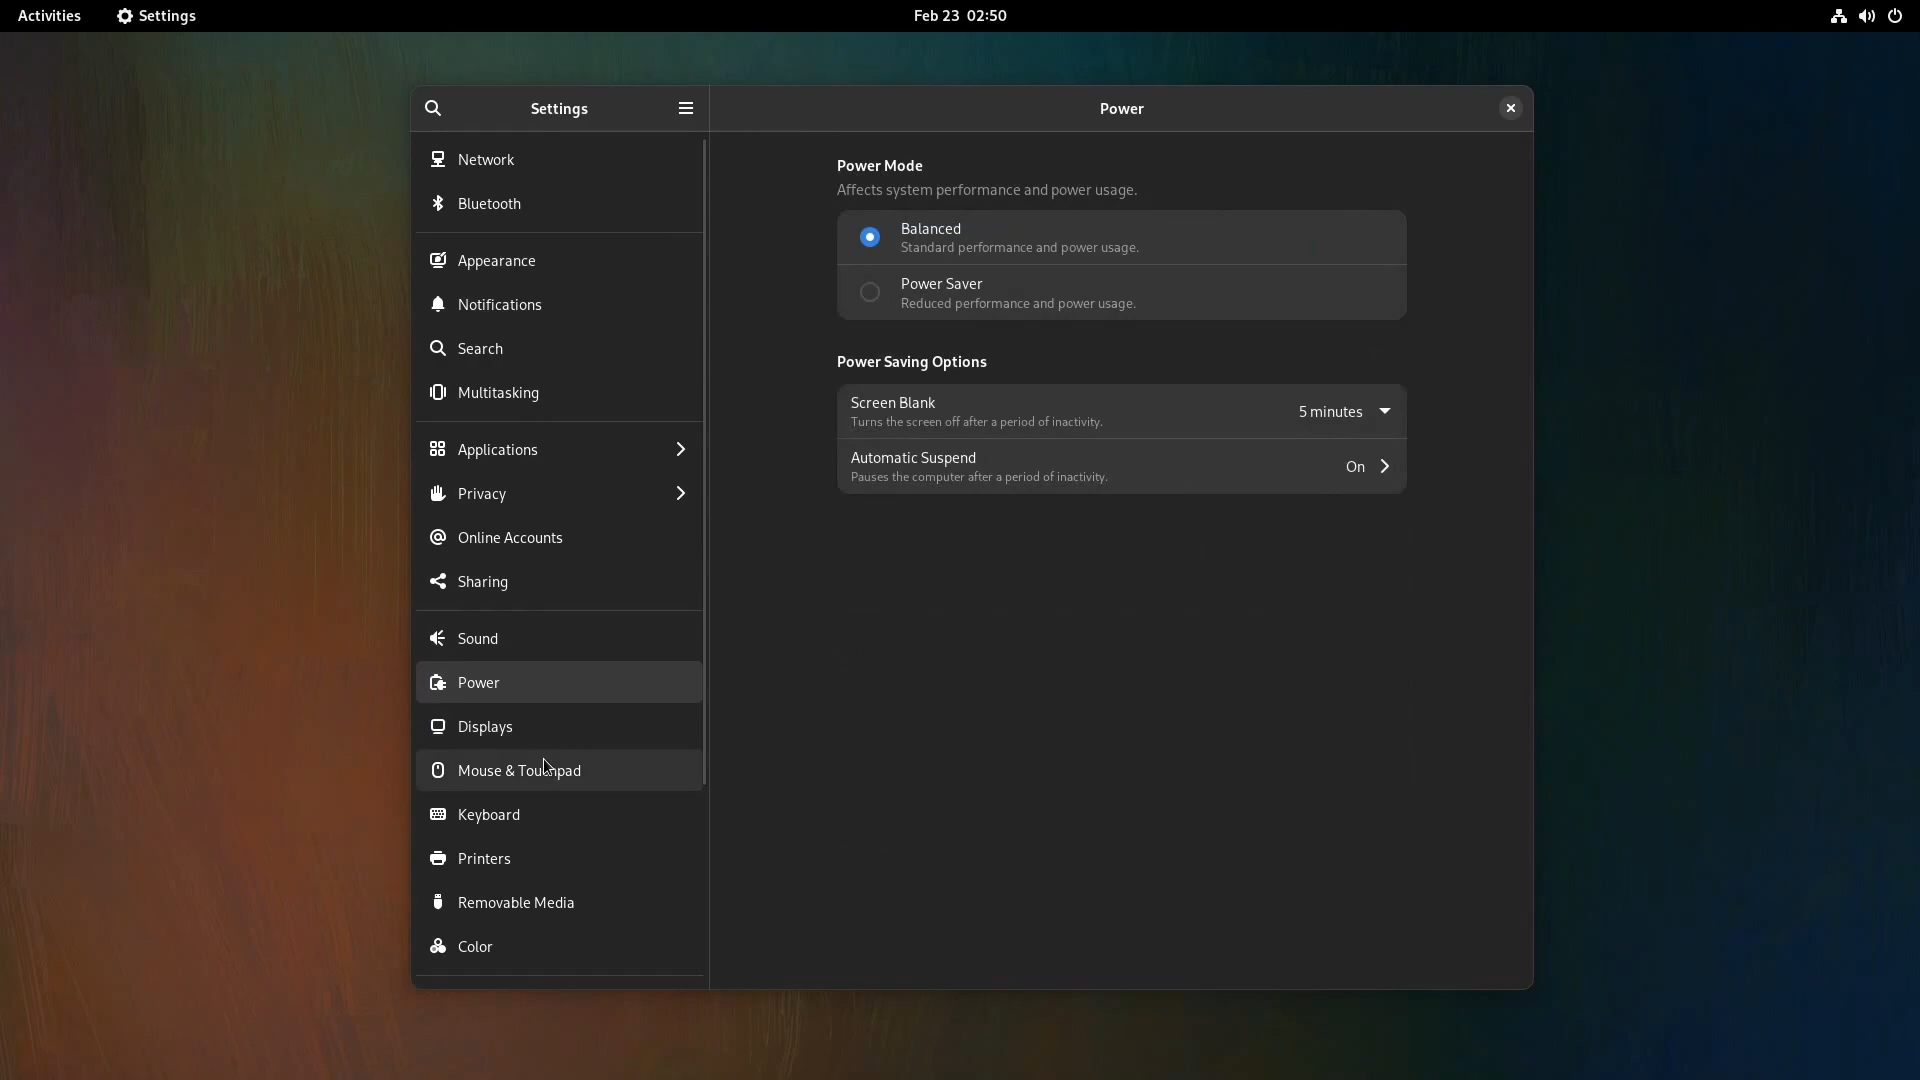 Activities
Settings
Feb 23 02:50
Settings
Power
Network
Bluetooth
Appearance
Notifications
Search
Multitasking
Applications
Privacy
Online Accounts
Sharing
Sound
Power
Displays
Mouse & Touchpad
Keyboard
Printers
Removable Media
Color
Power Mode
Affects system performance and power usage.
Balanced
Standard performance and power usage.
Power Saver
Reduced performance and power usage.
Power Saving Options
Screen Blank
Turns the screen off after a period of inactivity.
5 minutes
Automatic Suspend
Pauses the computer after a period of inactivity.
On